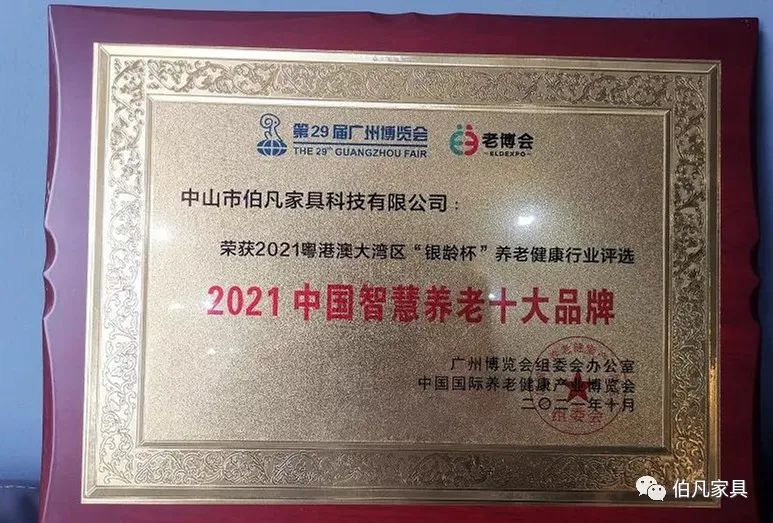 第29届广州博览会
THE 29th GUANGZHOU FAIR
老博会
ELDEXPO
中山市伯凡家具科技有限公司：
荣获2021粤港澳大湾区“银龄杯”养老健康行业评选
2021中国智慧养老十大品牌
广州博览会组委会办公室
中国国际养老健康产业博览会
二〇二一年十月
组委会
伯凡家具